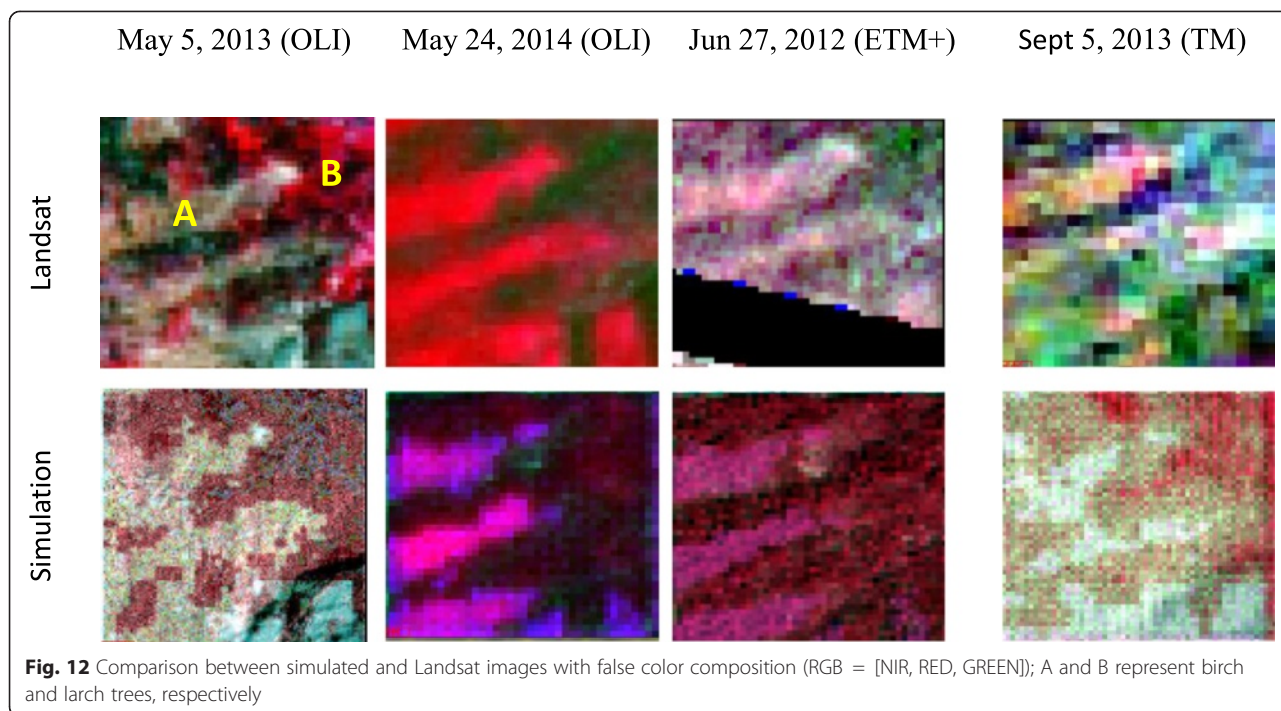 May 5, 2013 (OLI) May 24, 2014 (OLI) Jun 27, 2012 (ETM+) Sept 5, 2013 (TM)
Landsat
A
B
Simulation
Fig. 12 Comparison between simulated and Landsat images with false color composition (RGB = [NIR, RED, GREEN]); A and B represent birch
and larch trees, respectively